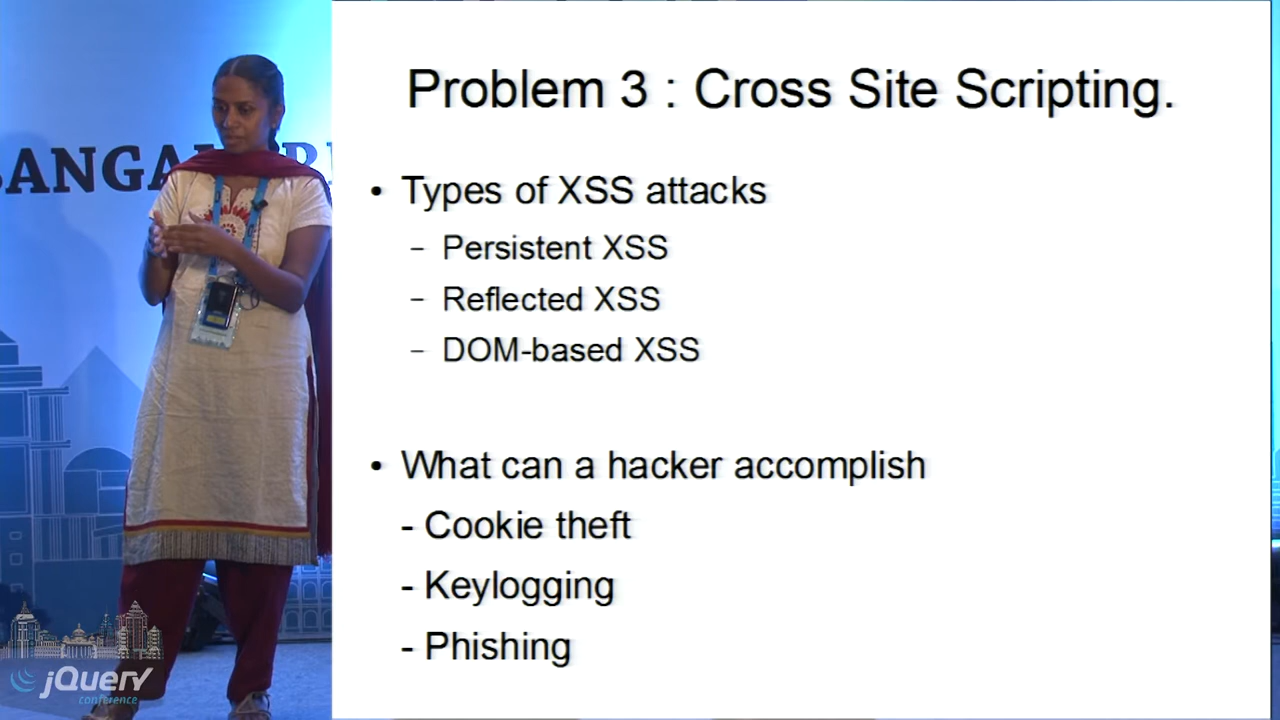 Problem 3 : Cross Site Scripting.
• Types of XSS attacks
– Persistent XSS
– Reflected XSS
– DOM-based XSS
• What can a hacker accomplish
- Cookie theft
- Keylogging
- Phishing
jQuery
conference